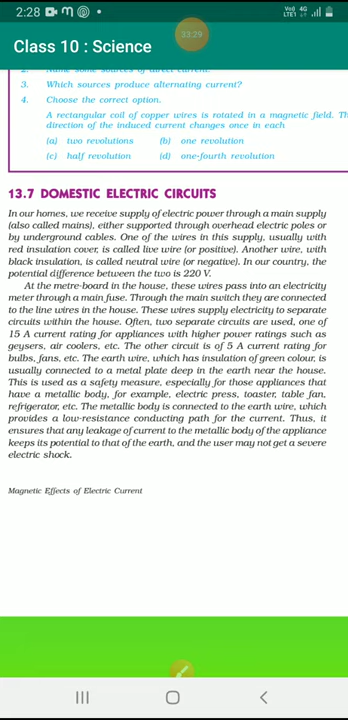 2:28
Vo)) 4G
LTE1
33:29
Class 10 : Science
2. Name some sources of direct current.
3. Which sources produce alternating current?
4. Choose the correct option.
A rectangular coil of copper wires is rotated in a magnetic field. Th
direction of the induced current changes once in each
(a) two revolutions (b) one revolution
(c) half revolution (d) one-fourth revolution
13.7 DOMESTIC ELECTRIC CIRCUITS
In our homes, we receive supply of electric power through a main supply
(also called mains), either supported through overhead electric poles or
by underground cables. One of the wires in this supply, usually with
red insulation cover, is called live wire (or positive). Another wire, with
black insulation, is called neutral wire (or negative). In our country, the
potential difference between the two is 220 V.
At the metre-board in the house, these wires pass into an electricity
meter through a main fuse. Through the main switch they are connected
to the line wires in the house. These wires supply electricity to separate
circuits within the house. Often, two separate circuits are used, one of
15 A current rating for appliances with higher power ratings such as
geysers, air coolers, etc. The other circuit is of 5 A current rating for
bulbs, fans, etc. The earth wire, which has insulation of green colour, is
usually connected to a metal plate deep in the earth near the house.
This is used as a safety measure, especially for those appliances that
have a metallic body, for example, electric press, toaster, table fan,
refrigerator, etc. The metallic body is connected to the earth wire, which
provides a low-resistance conducting path for the current. Thus, it
ensures that any leakage of current to the metallic body of the appliance
keeps its potential to that of the earth, and the user may not get a severe
electric shock.
Magnetic Effects of Electric Current